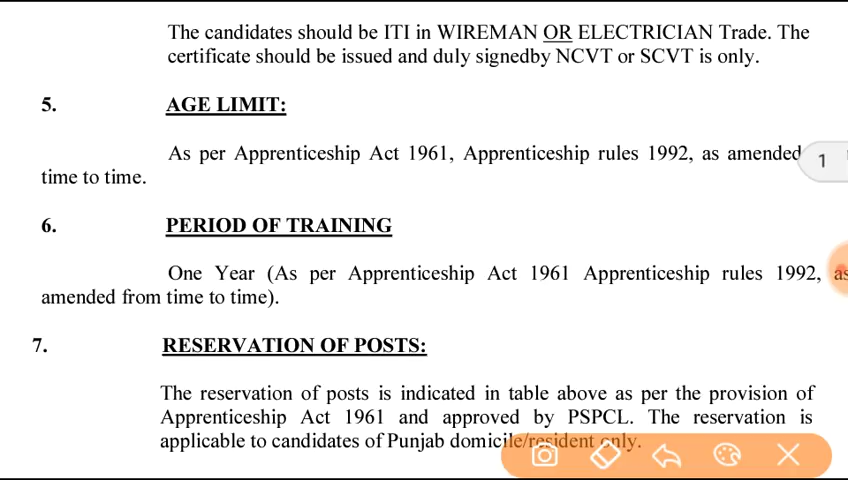 The candidates should be ITI in WIREMAN OR ELECTRICIAN Trade. The
certificate should be issued and duly signedby NCVT or SCVT is only.
5. AGE LIMIT:
As per Apprenticeship Act 1961, Apprenticeship rules 1992, as amended
1
time to time.
6. PERIOD OF TRAINING
One Year (As per Apprenticeship Act 1961 Apprenticeship rules 1992, as
amended from time to time).
7. RESERVATION OF POSTS:
The reservation of posts is indicated in table above as per the provision of
Apprenticeship Act 1961 and approved by PSPCL. The reservation is
applicable to candidates of Punjab domicile/resident only.